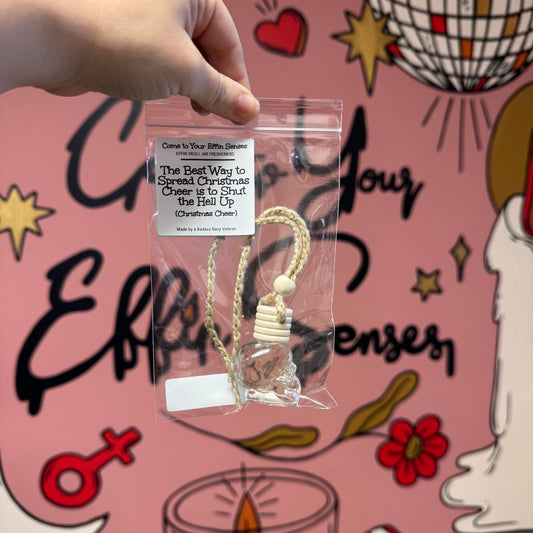 Come to Your Effin Senses
EFFIN SKULL AIR FRESHENERS
The Best Way to
Spread Christmas
Cheer is to Shut
the Hell Up
(Christmas Cheer)
Made by a Badass Navy Veteran
Your
Effin
Senses,